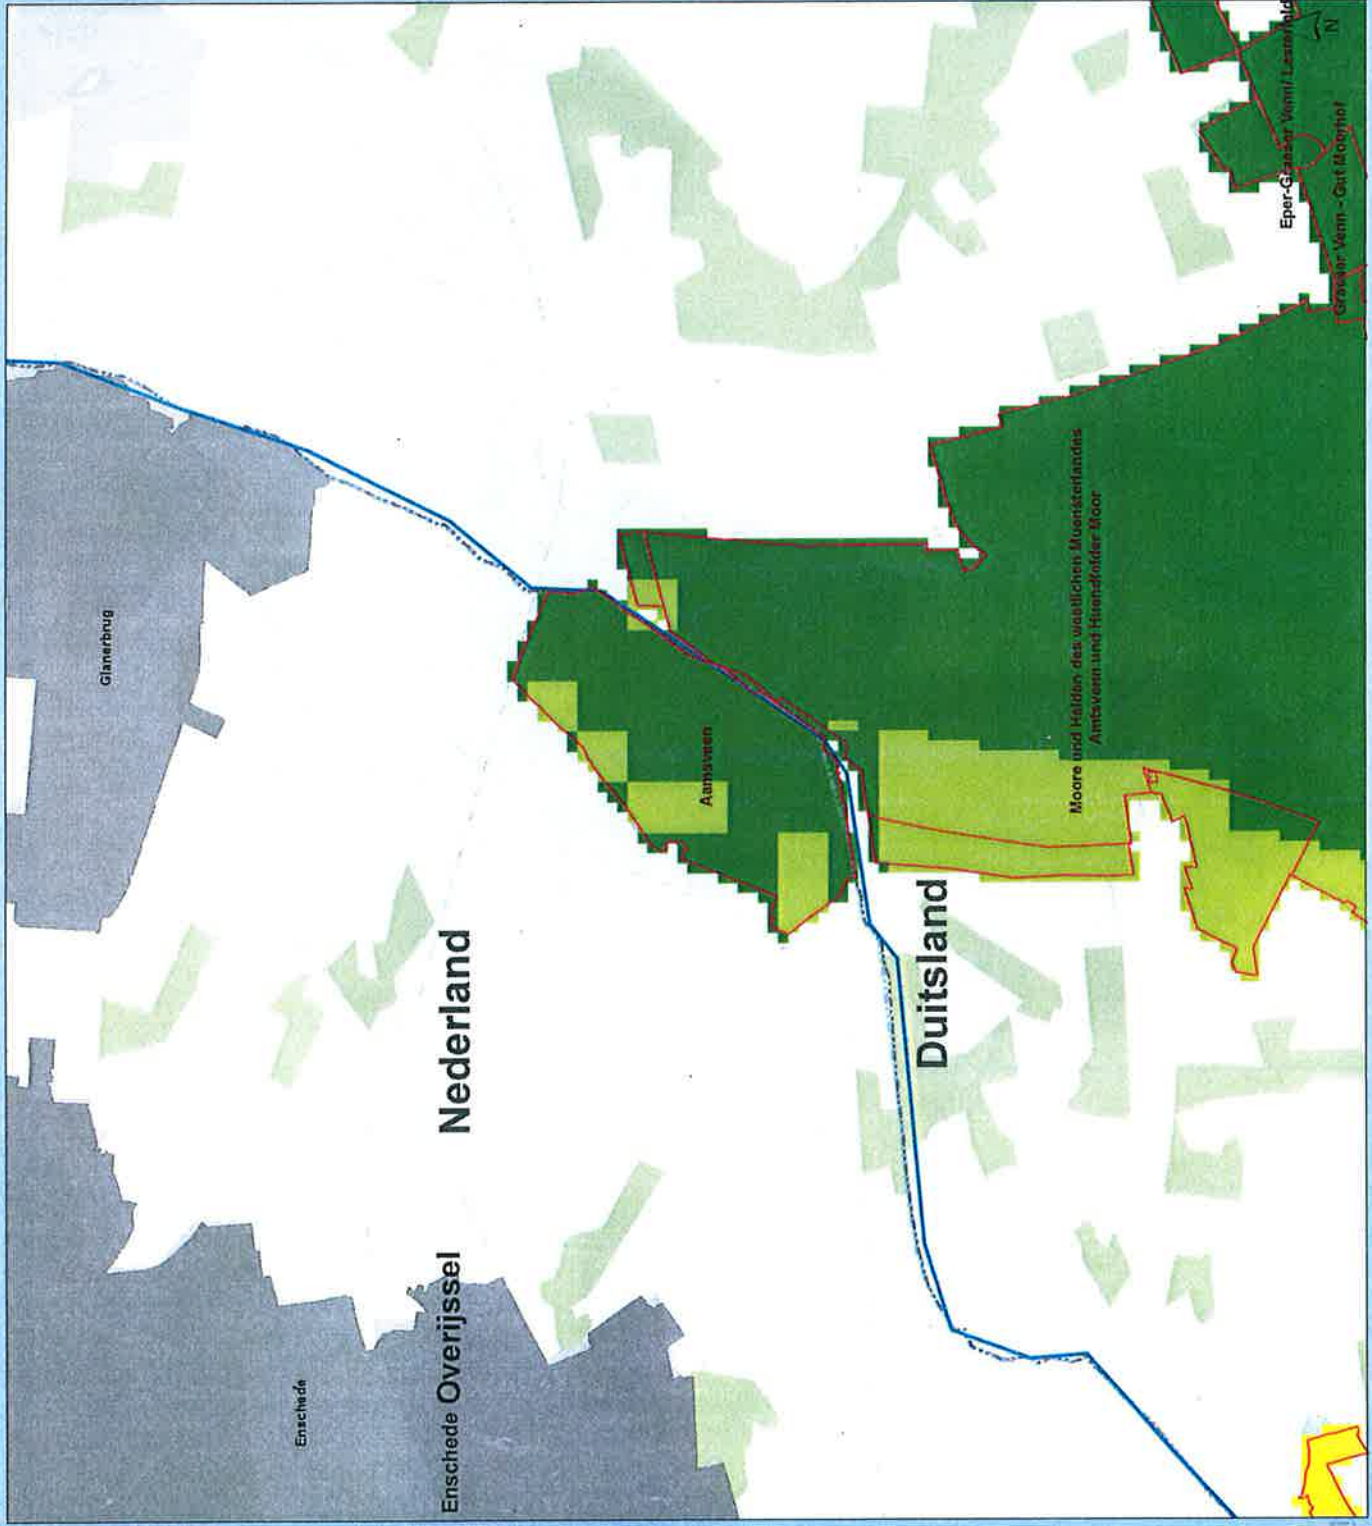 Glanerbrug
Enschede
Enschede Overijssel
Nederland
Aamsveen
Duitsland
Moore und Heiden des westlichen Muensterlandes
Amtsvenn und Huendfelder Moor
Eper-Graeser Venn/ Lasterfeld
Graeser Venn - Gut Moorhof
N